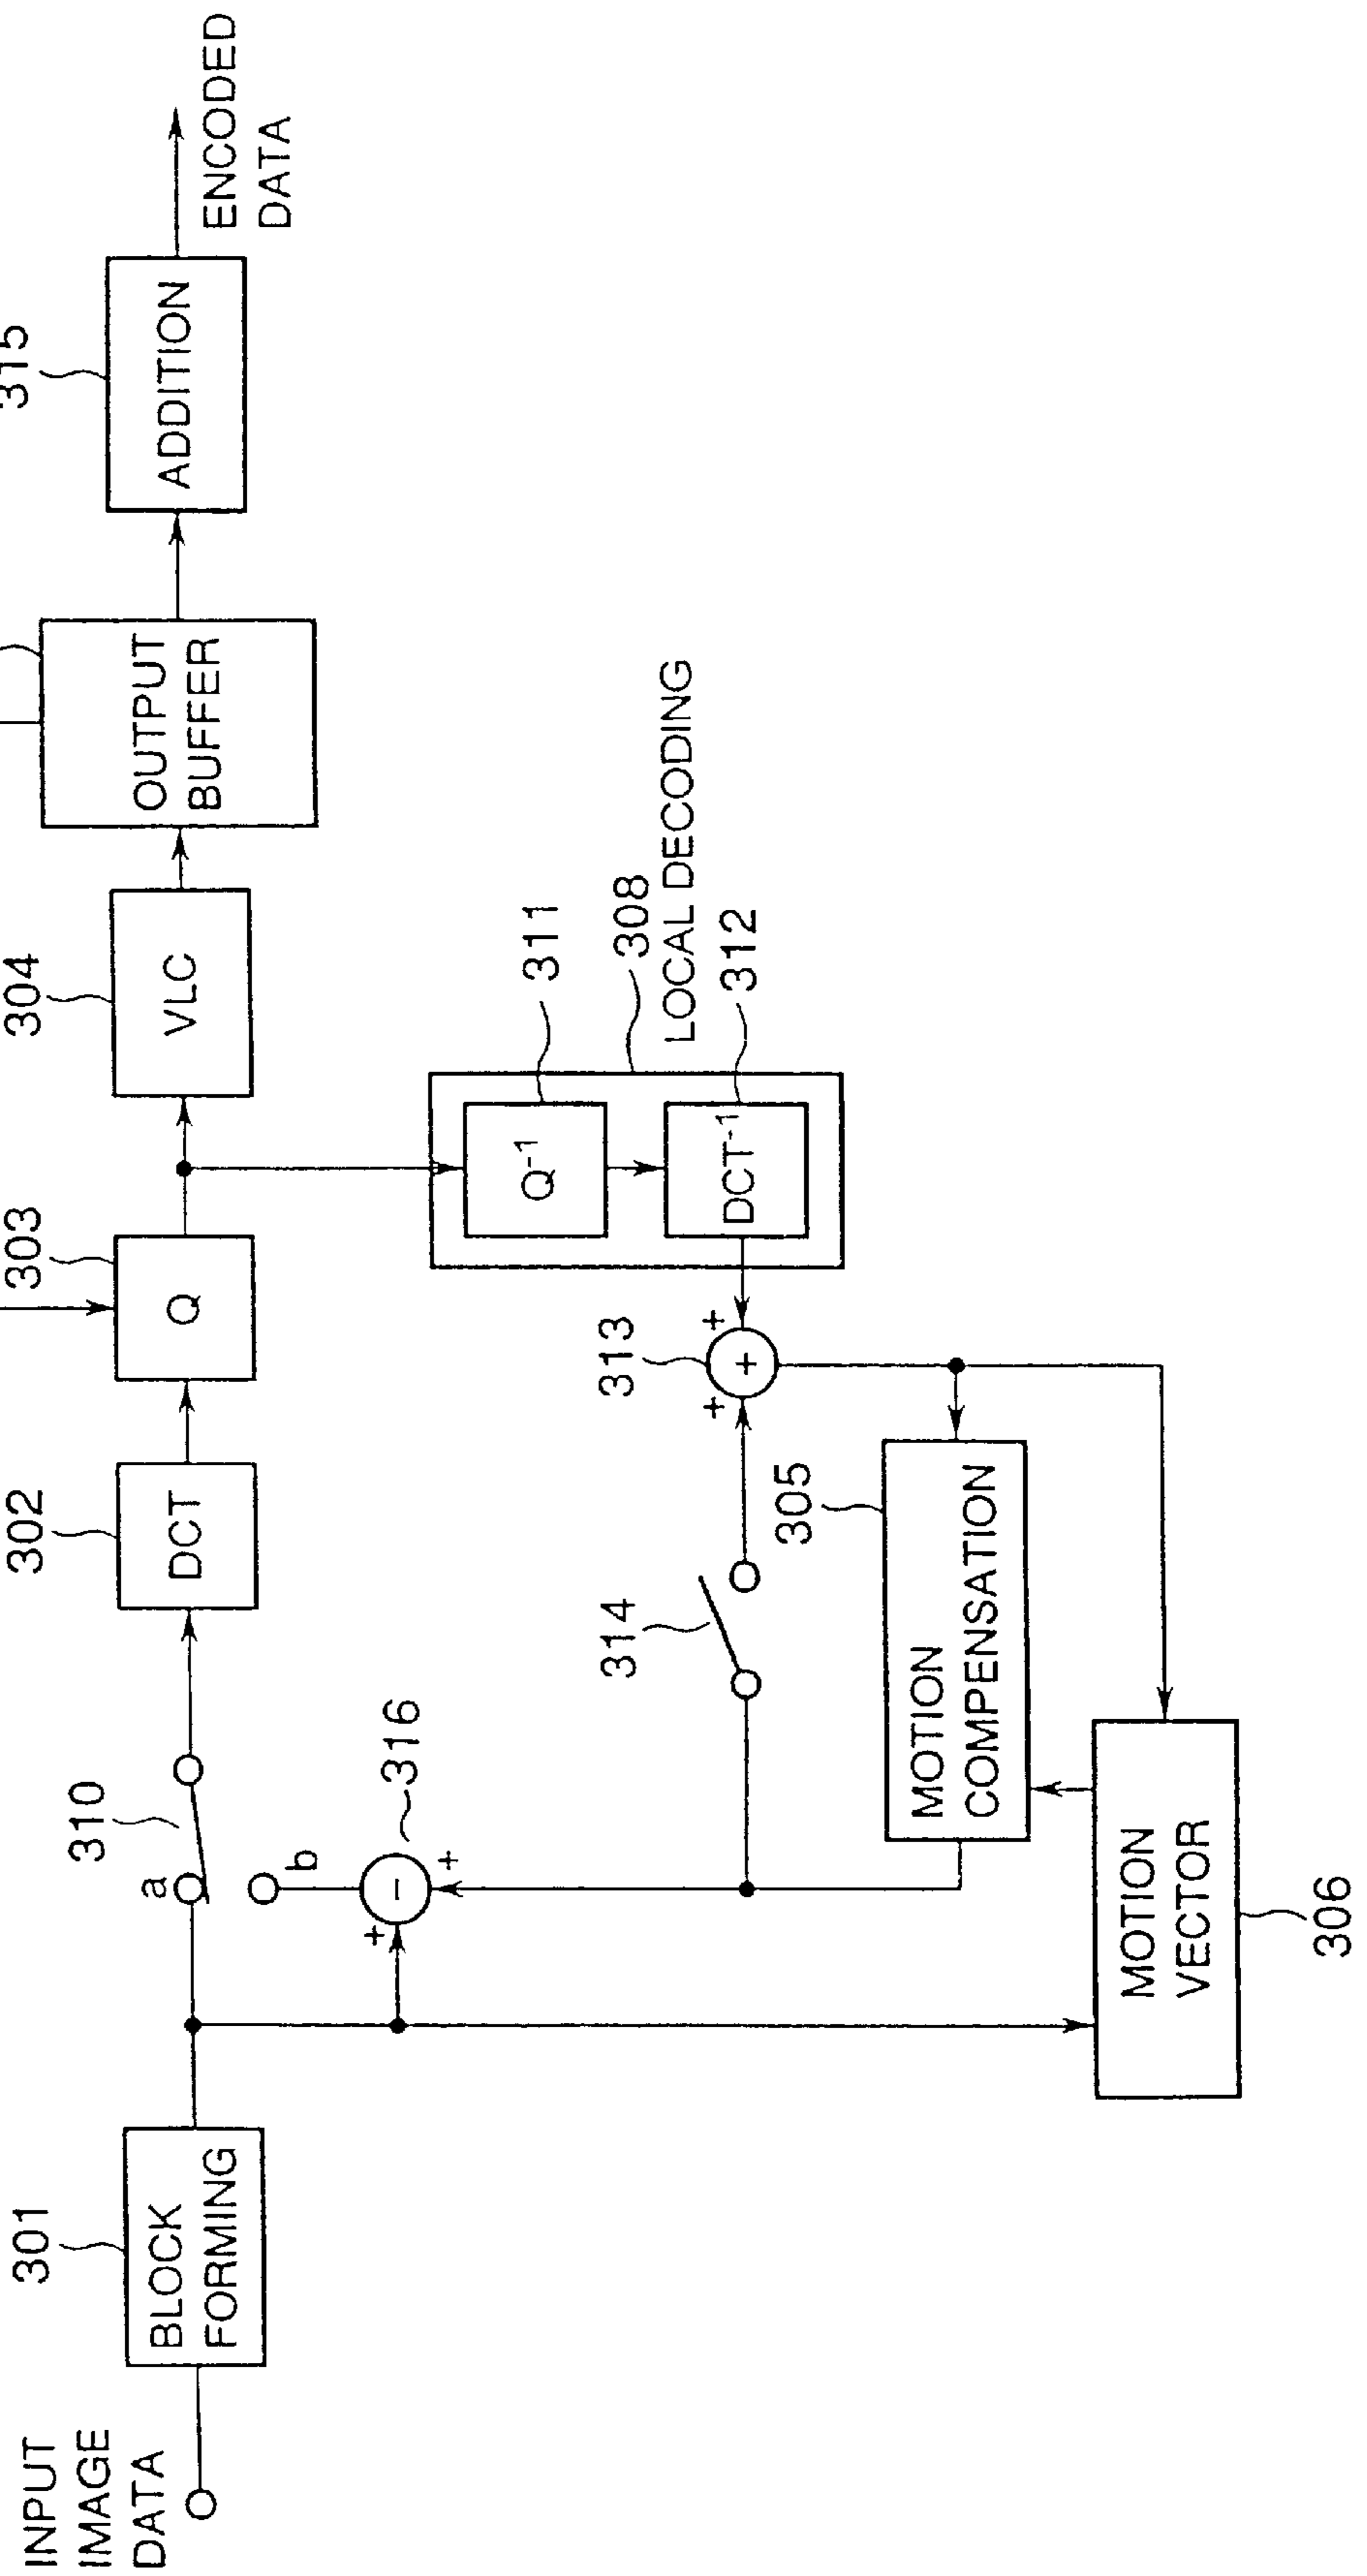 INPUT
IMAGE
DATA
301
BLOCK
FORMING
310
a
b
316
+
+
−
302
DCT
303
Q
304
VLC
OUTPUT
BUFFER
315
ADDITION
ENCODED
DATA
311
Q-1
308
LOCAL DECODING
312
DCT-1
313
+
+
+
314
305
MOTION
COMPENSATION
MOTION
VECTOR
306